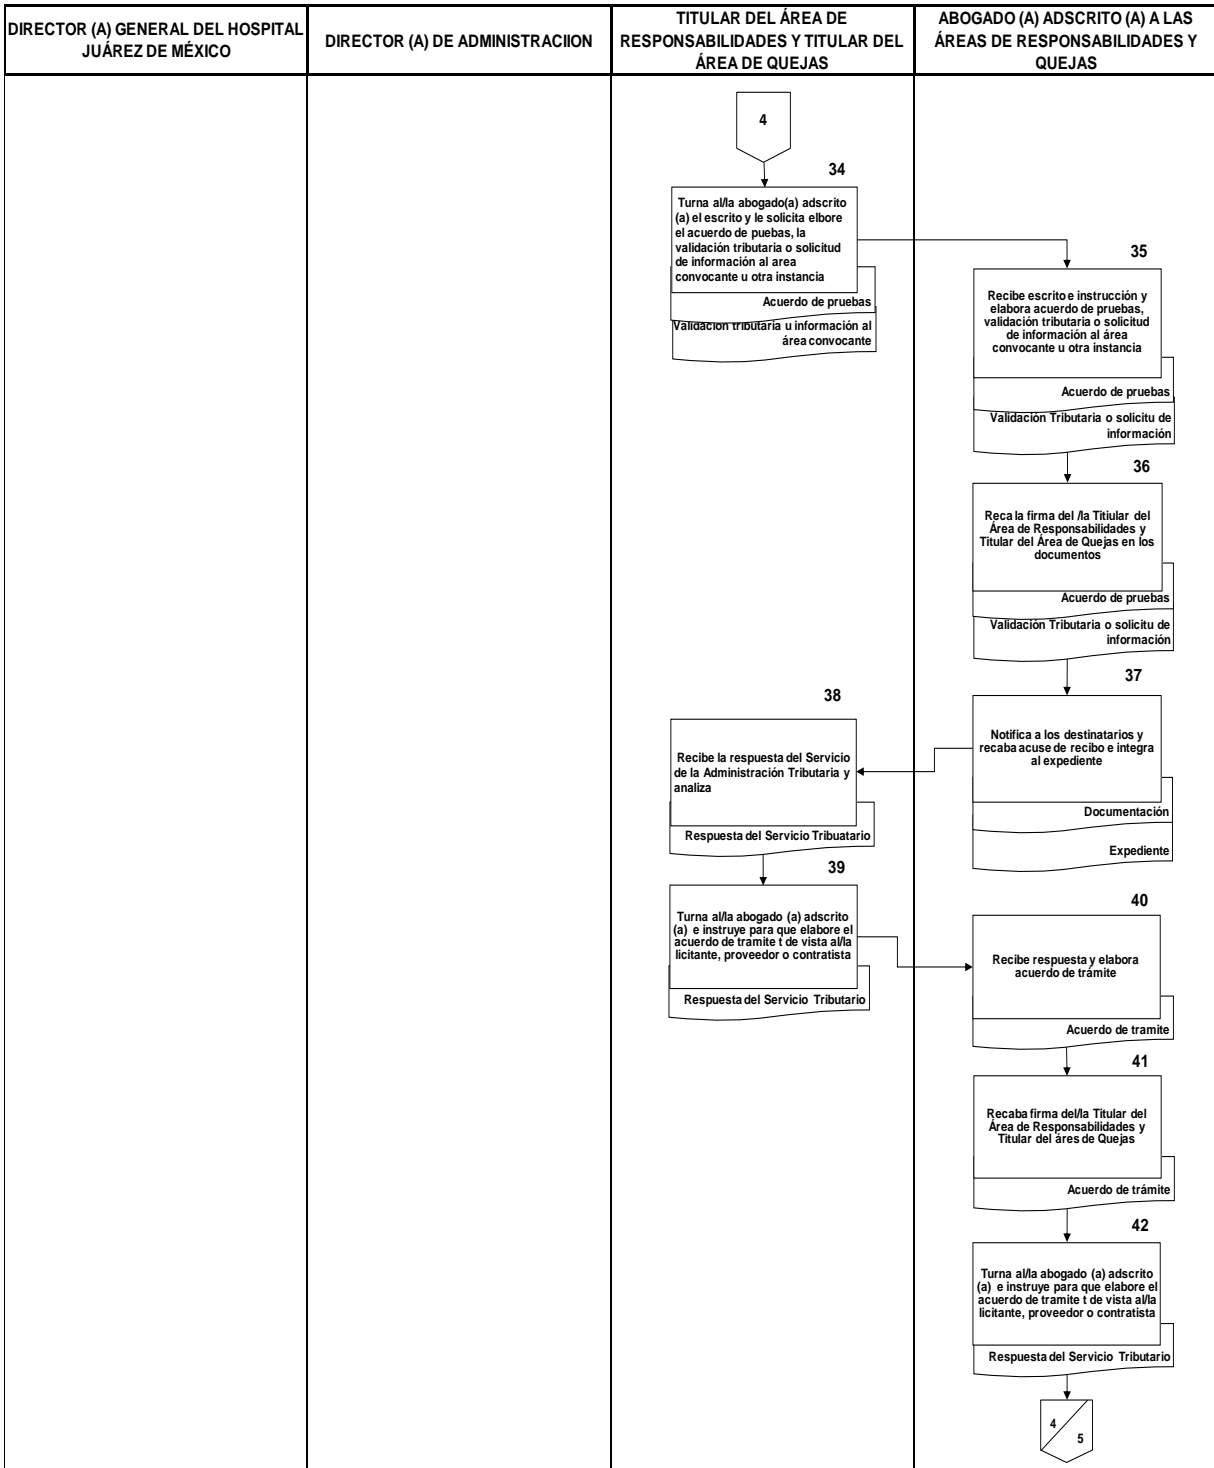 DIRECTOR (A) GENERAL DEL HOSPITAL
JUÁREZ DE MÉXICO
DIRECTOR (A) DE ADMINISTRACIION
TITULAR DEL ÁREA DE
RESPONSABILIDADES Y TITULAR DEL
ÁREA DE QUEJAS
ABOGADO (A) ADSCRITO (A) A LAS
ÁREAS DE RESPONSABILIDADES Y
QUEJAS
4
34
Turna al/la abogado(a) adscrito
(a) el escrito y le solicita elbore
el acuerdo de puebas, la
validación tributaria o solicitud
de información al area
convocante u otra instancia
Acuerdo de pruebas
Validación tributaria u información al
área convocante
35
Recibe escrito e instrucción y
elabora acuerdo de pruebas,
validación tributaria o solicitud
de información al área
convocante u otra instancia
Acuerdo de pruebas
Validación Tributaria o solicitu de
información
36
Reca la firma del /la Titiular del
Área de Responsabilidades y
Titular del Área de Quejas en los
documentos
Acuerdo de pruebas
Validación Tributaria o solicitu de
información
37
Notifica a los destinatarios y
recaba acuse de recibo e integra
al expediente
Documentación
Expediente
38
Recibe la respuesta del Servicio
de la Administración Tributaria y
analiza
Respuesta del Servicio Tribuatario
39
Turna al/la abogado (a) adscrito
(a) e instruye para que elabore el
acuerdo de tramite t de vista al/la
licitante, proveedor o contratista
Respuesta del Servicio Tributario
40
Recibe respuesta y elabora
acuerdo de trámite
Acuerdo de tramite
41
Recaba firma del/la Titular del
Área de Responsabilidades y
Titular del áres de Quejas
Acuerdo de trámite
42
Turna al/la abogado (a) adscrito
(a) e instruye para que elabore el
acuerdo de tramite t de vista al/la
licitante, proveedor o contratista
Respuesta del Servicio Tributario
4
5